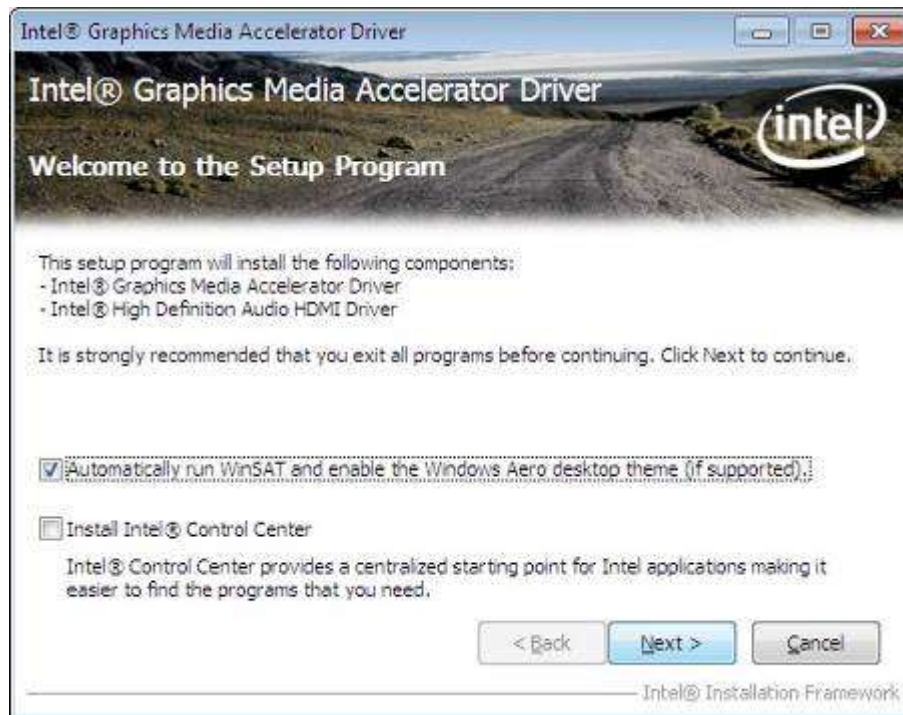 Intel® Graphics Media Accelerator Driver
Intel® Graphics Media Accelerator Driver
intel
Welcome to the Setup Program
This setup program will install the following components:
- Intel® Graphics Media Accelerator Driver
- Intel® High Definition Audio HDMI Driver
It is strongly recommended that you exit all programs before continuing. Click Next to continue.
Automatically run WinSAT and enable the Windows Aero desktop theme (if supported).
Install Intel® Control Center
Intel® Control Center provides a centralized starting point for Intel applications making it
easier to find the programs that you need.
< Back Next > Cancel
Intel® Installation Framework